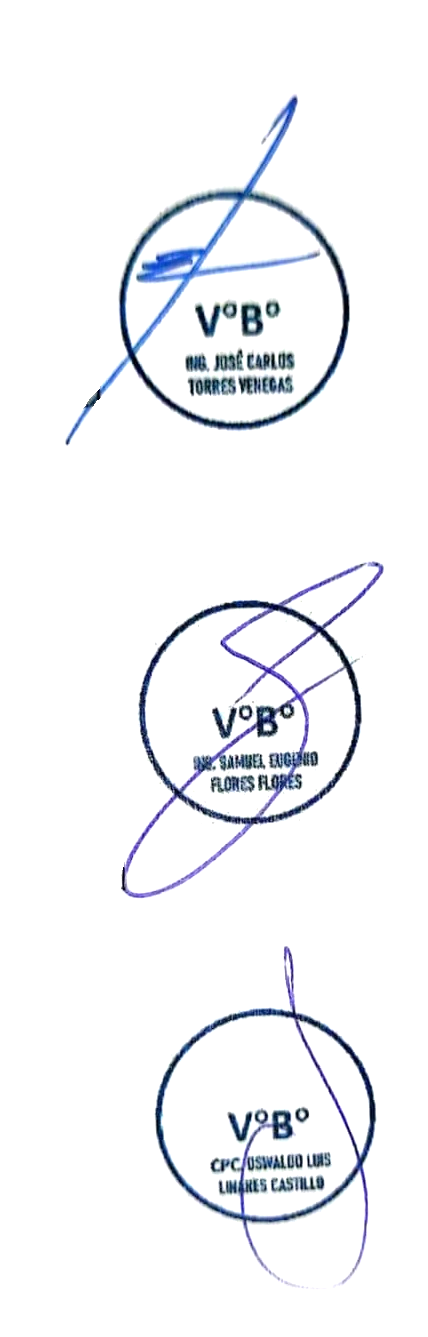 V°B°
ING. JOSÉ CARLOS
TORRES VENEGAS
V°B°
ING. SAMUEL EUGENIO
FLORES FLORES
V°B°
CPC. OSWALDO LUIS
LINARES CASTILLO